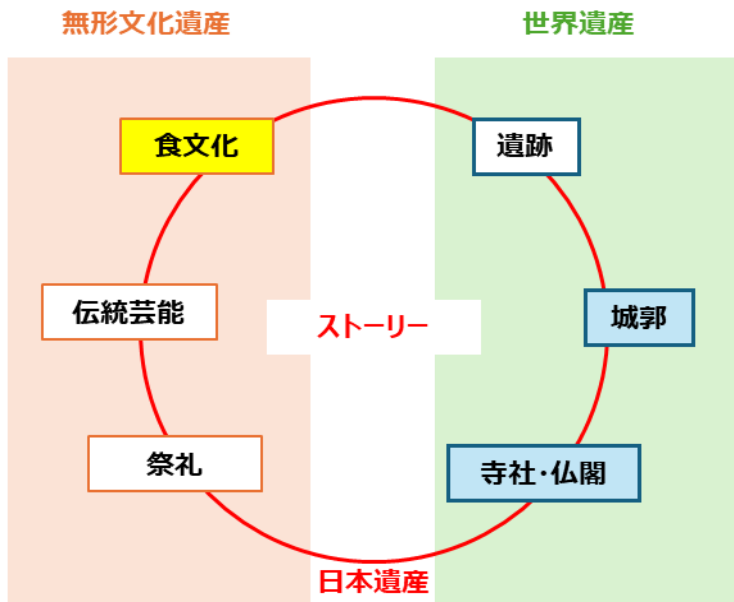 無形文化遺産
世界遺産
食文化
遺跡
伝統芸能
ストーリー
城郭
祭礼
寺社・仏閣
日本遺産